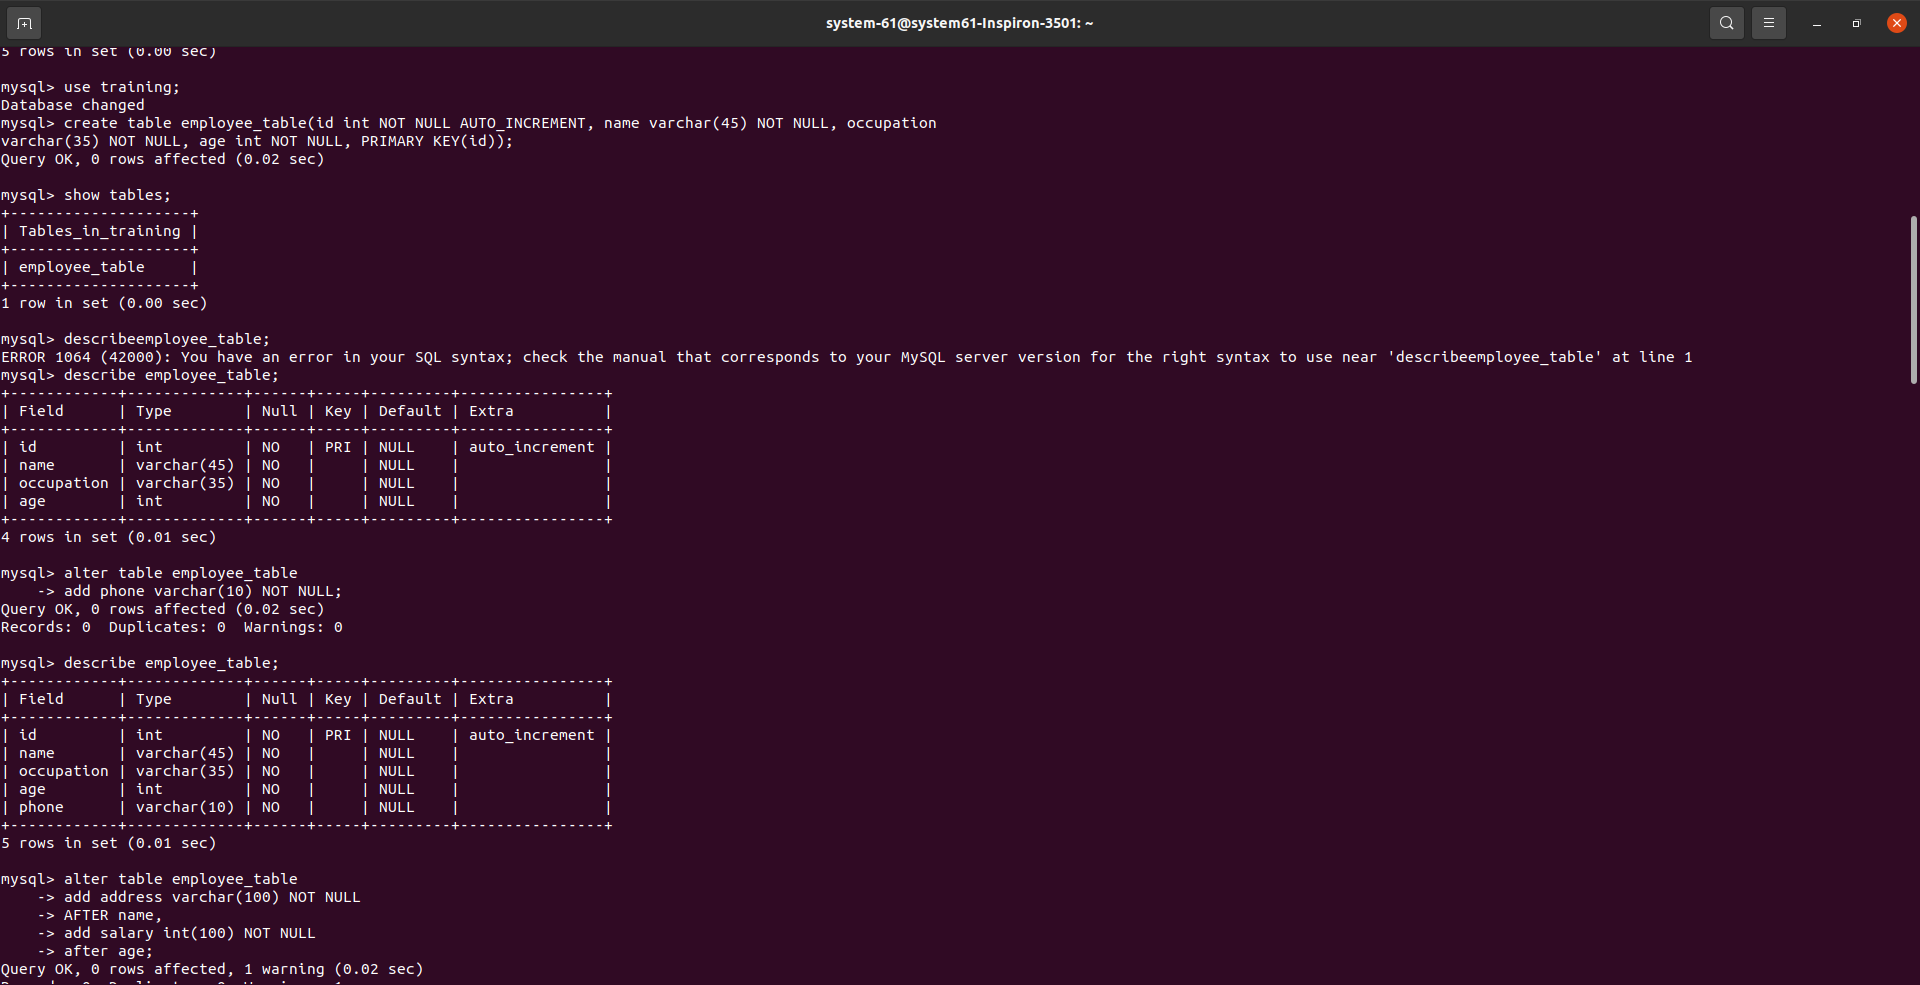 system-61@system61-Inspiron-3501: ~
5 rows in set (0.00 sec)
mysql> use training;
Database changed
mysql> create table employee_table(id int NOT NULL AUTO_INCREMENT, name varchar(45) NOT NULL, occupation
varchar(35) NOT NULL, age int NOT NULL, PRIMARY KEY(id));
Query OK, 0 rows affected (0.02 sec)
mysql> show tables;
+--------------------+
| Tables_in_training |
+--------------------+
| employee_table     |
+--------------------+
1 row in set (0.00 sec)
mysql> describeemployee_table;
ERROR 1064 (42000): You have an error in your SQL syntax; check the manual that corresponds to your MySQL server version for the right syntax to use near 'describeemployee_table' at line 1
mysql> describe employee_table;
+------------+-------------+------+-----+---------+----------------+
| Field      | Type        | Null | Key | Default | Extra          |
+------------+-------------+------+-----+---------+----------------+
| id         | int         | NO   | PRI | NULL    | auto_increment |
| name       | varchar(45) | NO   |     | NULL    |                |
| occupation | varchar(35) | NO   |     | NULL    |                |
| age        | int         | NO   |     | NULL    |                |
+------------+-------------+------+-----+---------+----------------+
4 rows in set (0.01 sec)
mysql> alter table employee_table
    -> add phone varchar(10) NOT NULL;
Query OK, 0 rows affected (0.02 sec)
Records: 0  Duplicates: 0  Warnings: 0
mysql> describe employee_table;
+------------+-------------+------+-----+---------+----------------+
| Field      | Type        | Null | Key | Default | Extra          |
+------------+-------------+------+-----+---------+----------------+
| id         | int         | NO   | PRI | NULL    | auto_increment |
| name       | varchar(45) | NO   |     | NULL    |                |
| occupation | varchar(35) | NO   |     | NULL    |                |
| age        | int         | NO   |     | NULL    |                |
| phone      | varchar(10) | NO   |     | NULL    |                |
+------------+-------------+------+-----+---------+----------------+
5 rows in set (0.01 sec)
mysql> alter table employee_table
    -> add address varchar(100) NOT NULL
    -> AFTER name,
    -> add salary int(100) NOT NULL
    -> after age;
Query OK, 0 rows affected, 1 warning (0.02 sec)